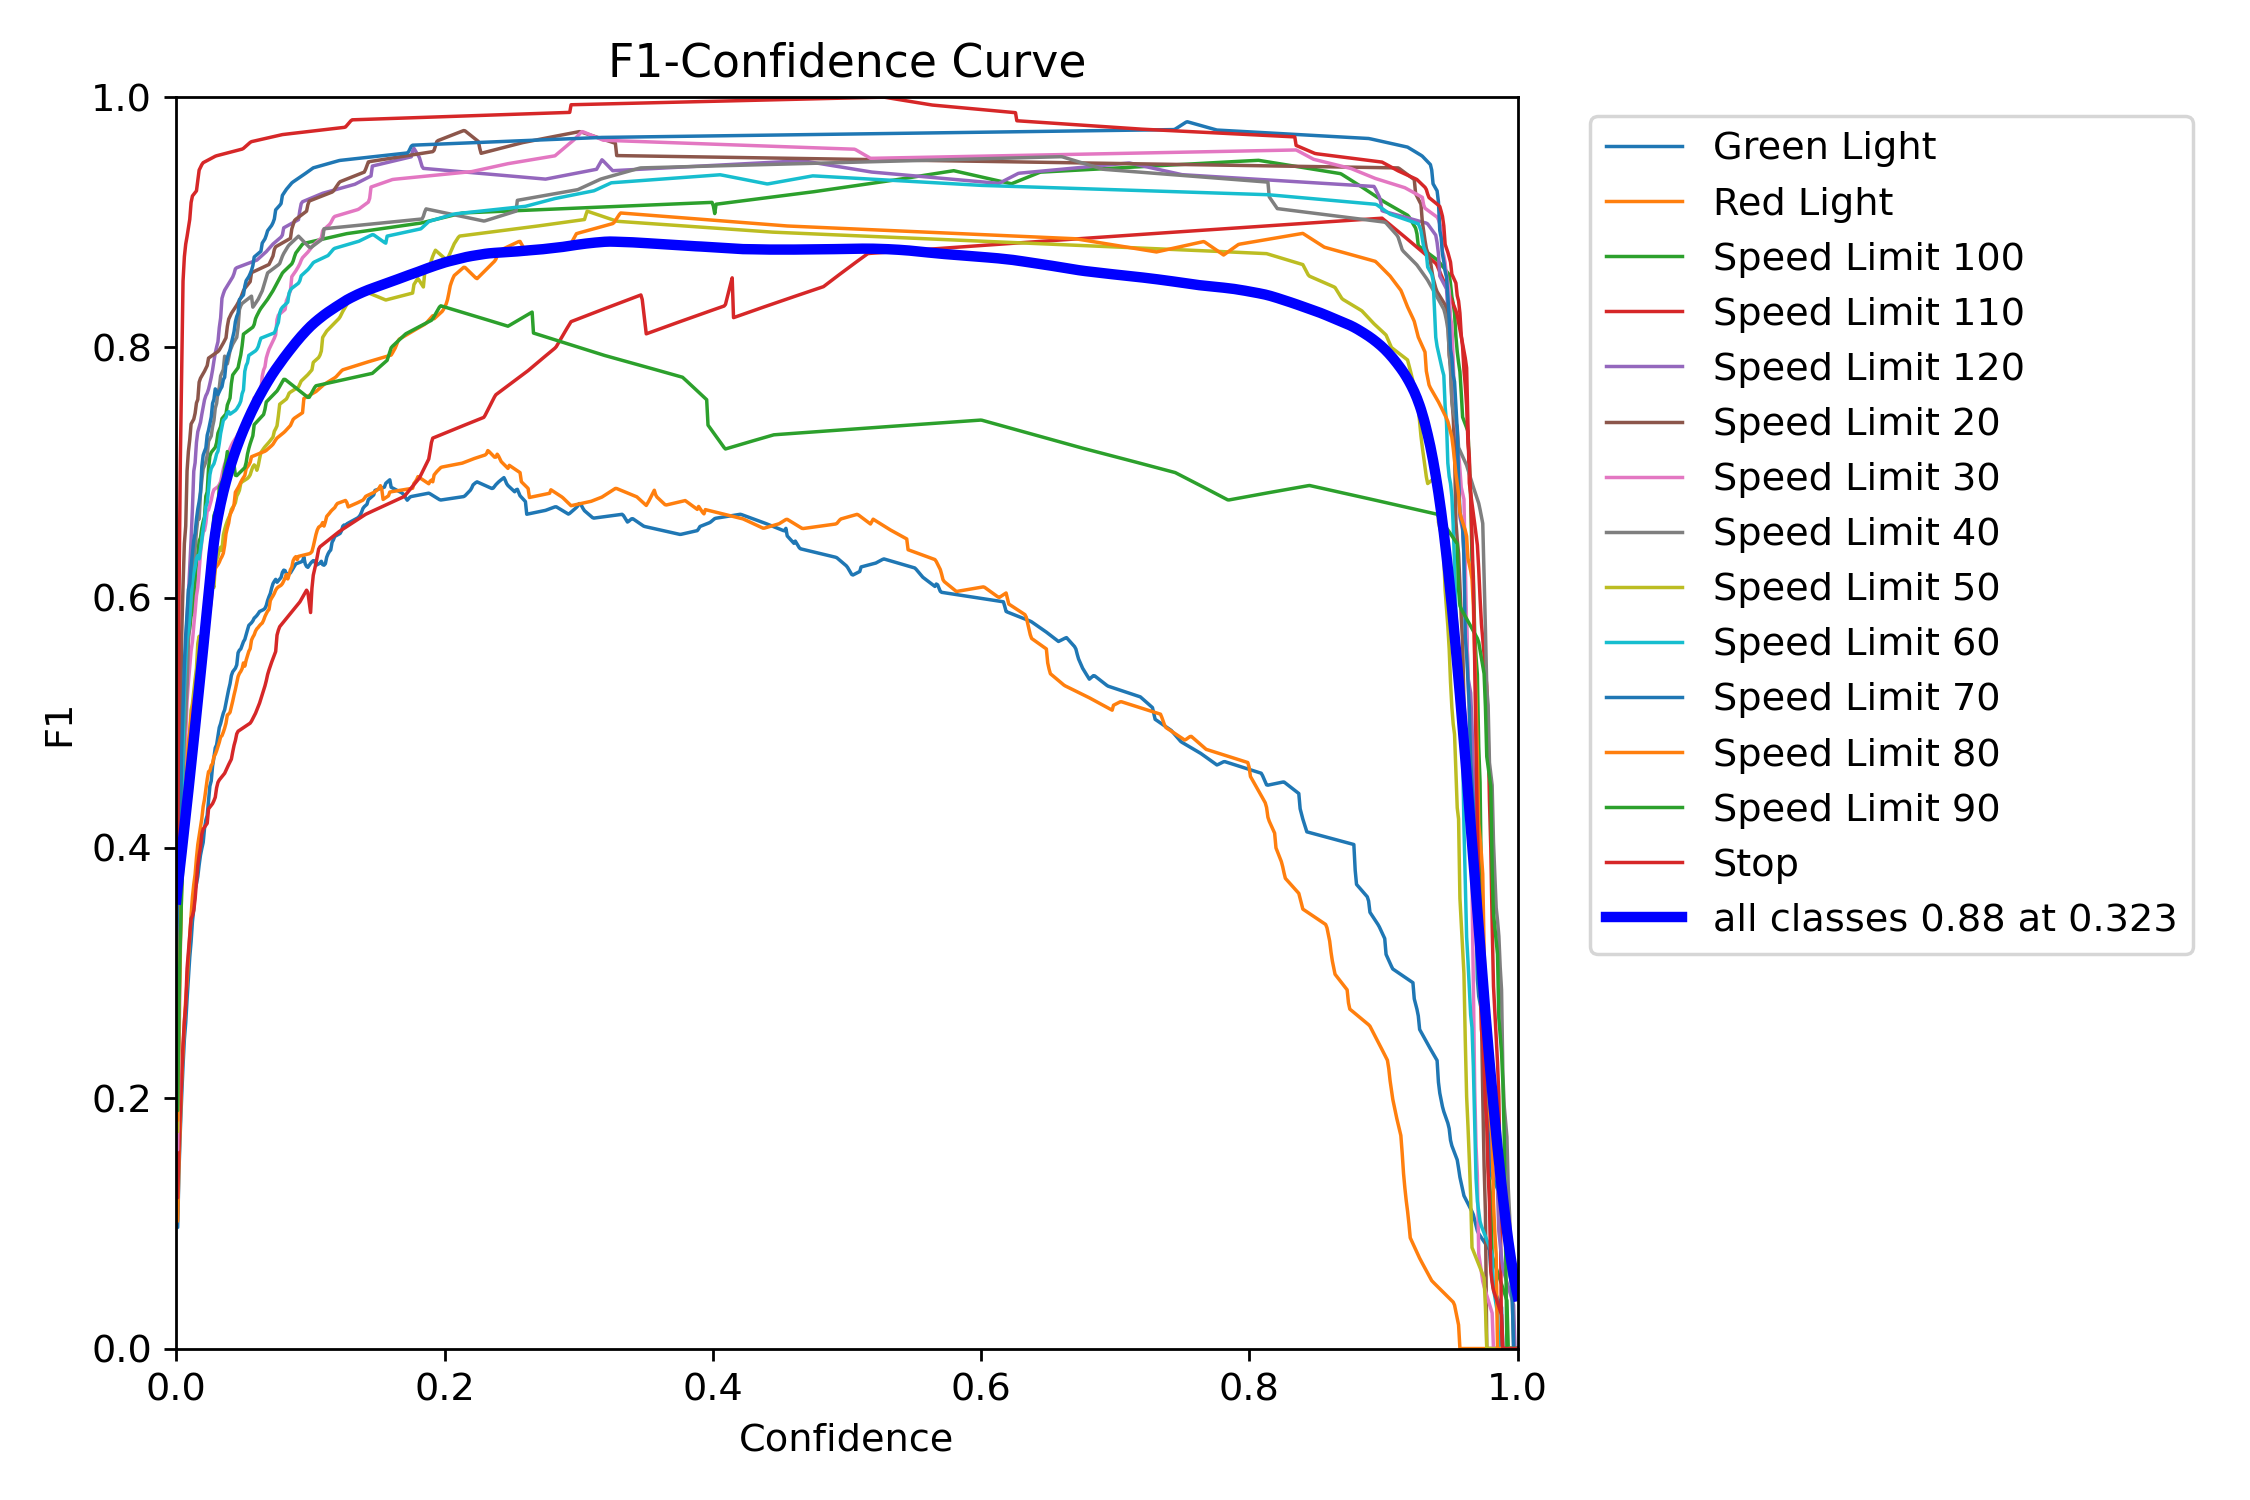 F1-Confidence Curve
1.0
0.8
0.6
0.4
0.2
0.0
F1
0.0 0.2 0.4 0.6 0.8 1.0
Confidence
Green Light
Red Light
Speed Limit 100
Speed Limit 110
Speed Limit 120
Speed Limit 20
Speed Limit 30
Speed Limit 40
Speed Limit 50
Speed Limit 60
Speed Limit 70
Speed Limit 80
Speed Limit 90
Stop
all classes 0.88 at 0.323